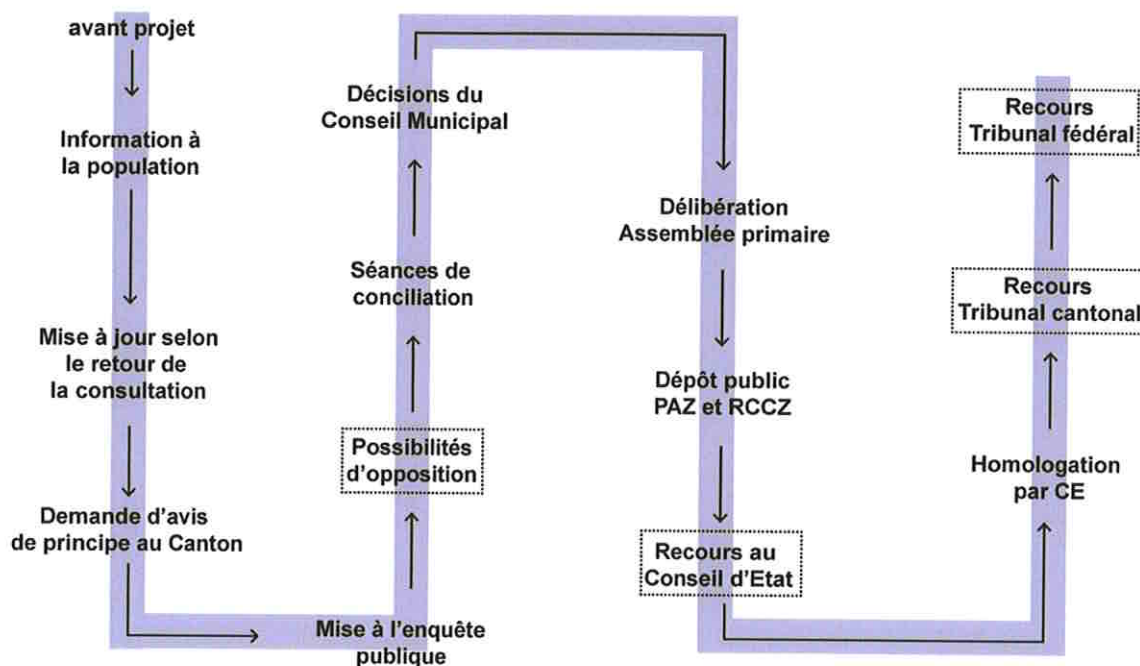 avant projet
Information à
la population
Mise à jour selon
le retour de
la consultation
Demande d'avis
de principe au Canton
Mise à l'enquête
publique
Possibilités
d'opposition
Séances de
conciliation
Décisions du
Conseil Municipal
Délibération
Assemblée primaire
Dépôt public
PAZ et RCCZ
Recours au
Conseil d'Etat
Homologation
par CE
Recours
Tribunal cantonal
Recours
Tribunal fédéral